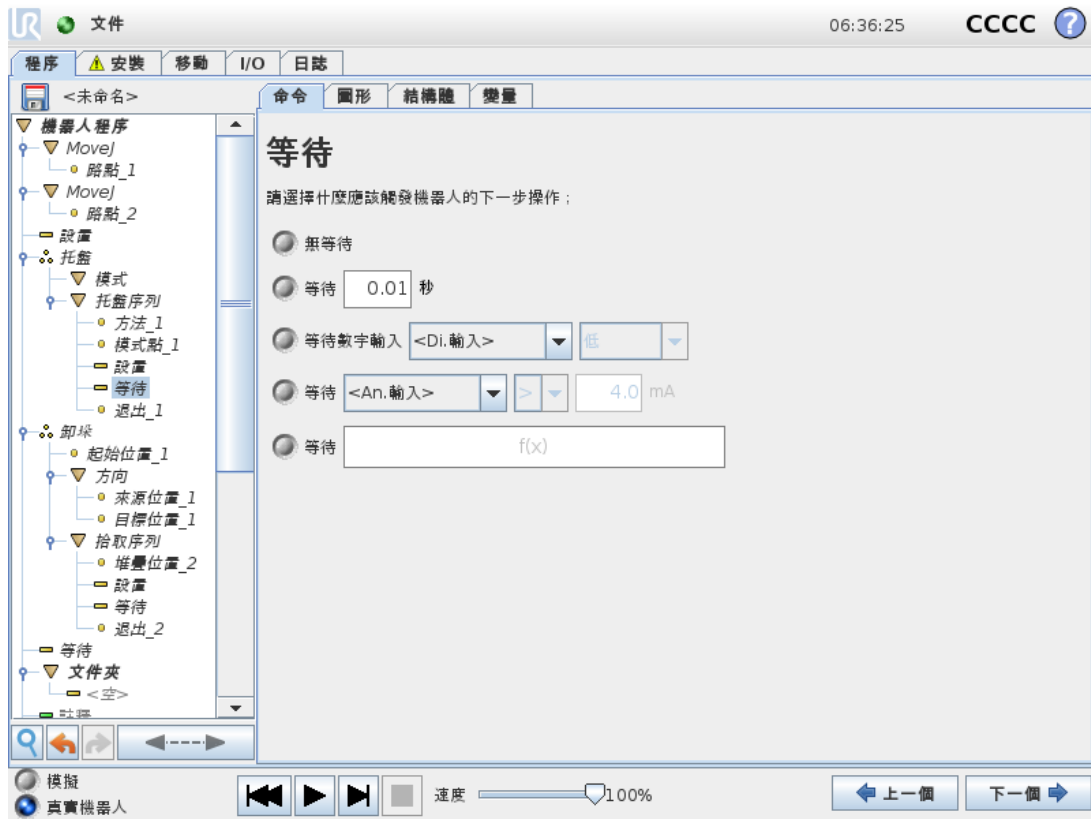 UR 文件 06:36:25 CCCC ?
程序 安裝 移動 I/O 日誌
<未命名>
命令 圖形 結構體 變量
機器人程序
MoveJ
路點_1
MoveJ
路點_2
設置
托盤
模式
托盤序列
方法_1
模式點_1
設置
等待
退出_1
卸垛
起始位置_1
方向
來源位置_1
目標位置_1
拾取序列
堆疊位置_2
設置
等待
退出_2
等待
文件夾
<空>
註釋
等待
請選擇什麼應該觸發機器人的下一步操作；
無等待
等待 0.01 秒
等待數字輸入 <Di.輸入> 低
等待 <An.輸入> > 4.0 mA
等待 f(x)
模擬
真實機器人
速度 100%
上一個 下一個